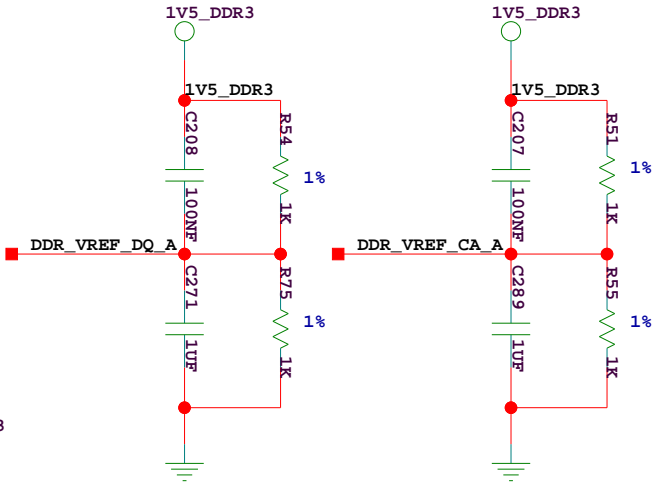 1V5_DDR3
1V5_DDR3
C208
R54
1%
100NF
1K
DDR_VREF_DQ_A
C271
R75
1%
1UF
1K
1V5_DDR3
1V5_DDR3
C207
R51
1%
100NF
1K
DDR_VREF_CA_A
C289
R55
1%
1UF
1K